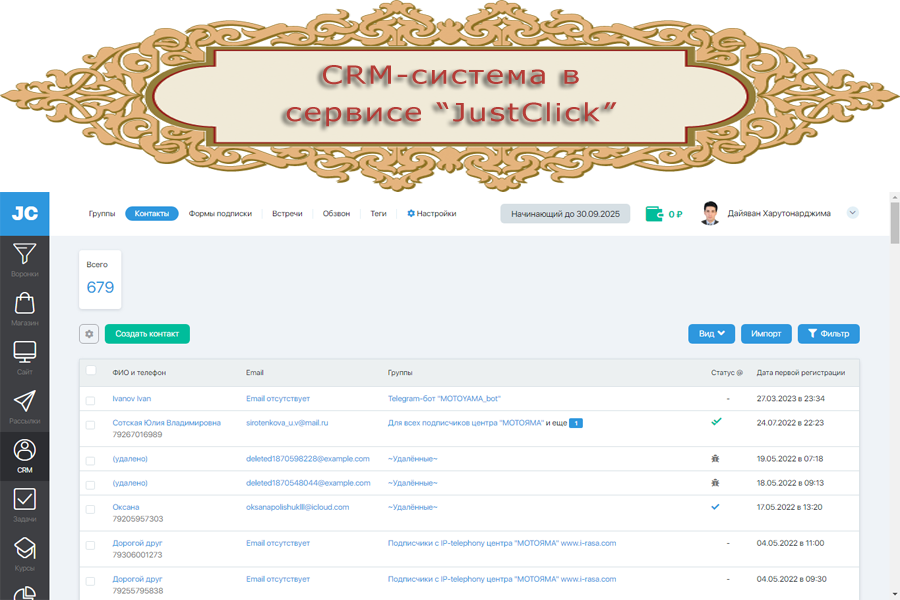 CRM-система в
сервисе “JustClick”
JC
Группы Контакты Формы подписки Встречи Обзвон Теги Настройки Начинающий до 30.09.2025 0 ₽ Дайяван Харутонарджима
Воронки
Магазин
Сайт
Рассылки
CRM
Задачи
Курсы
Всего
679
Создать контакт Вид Импорт Фильтр
ФИО и телефон Email Группы Статус @ Дата первой регистрации
Ivanov Ivan Email отсутствует Telegram-бот "MOTOYAMA_bot" - 27.03.2023 в 23:34
Сотская Юлия Владимировна sirotenkova_u.v@mail.ru Для всех подписчиков центра "МОТОЯМА" и еще 1 24.07.2022 в 22:23
79267016989
(удалено) deleted1870598228@example.com ~Удалённые~ 19.05.2022 в 07:18
(удалено) deleted1870548044@example.com ~Удалённые~ 18.05.2022 в 09:13
Оксана oksanapolishuklll@icloud.com ~Удалённые~ 17.05.2022 в 13:20
79205957303
Дорогой друг Email отсутствует Подписчики с IP-telephony центра "МОТОЯМА" www.i-rasa.com - 04.05.2022 в 11:00
79306001273
Дорогой друг Email отсутствует Подписчики с IP-telephony центра "МОТОЯМА" www.i-rasa.com - 04.05.2022 в 09:30
79255795838